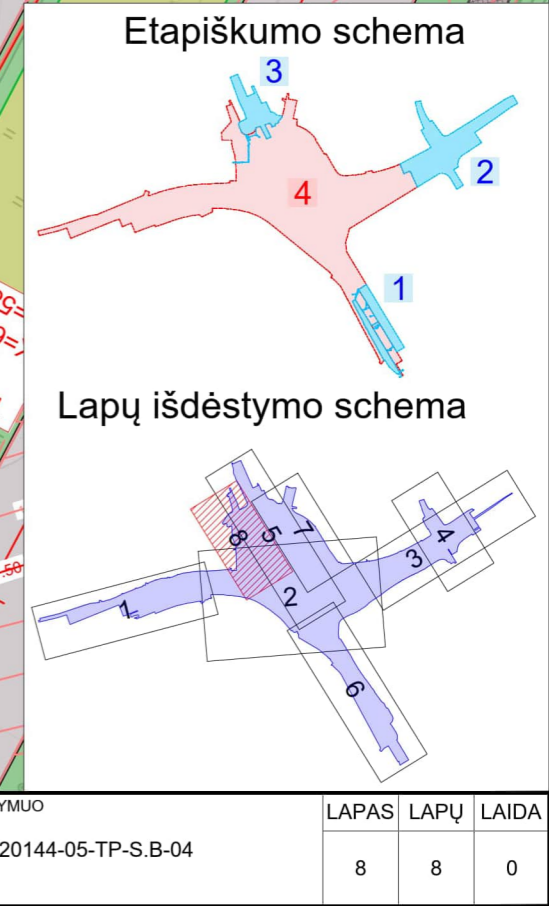 Etapiškumo schema
3
2
4
1
Lapų išdėstymo schema
8
5
7
4
3
2
1
6
YMUO
LAPAS LAPŲ LAIDA
20144-05-TP-S.B-04
8 8 0
.50